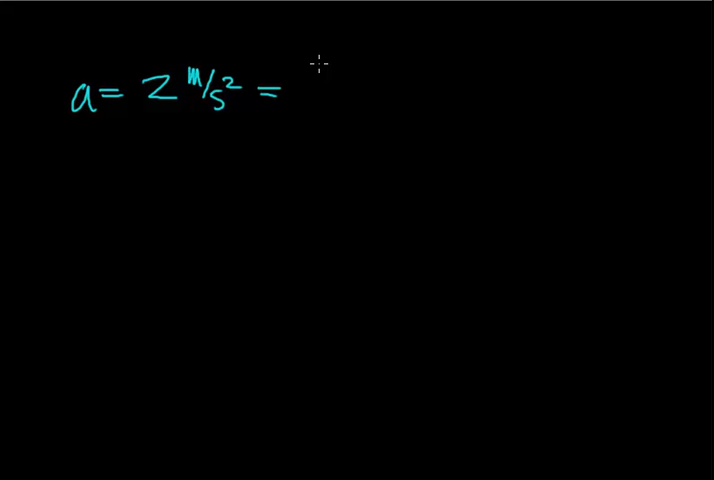 a = 2 m/s² =